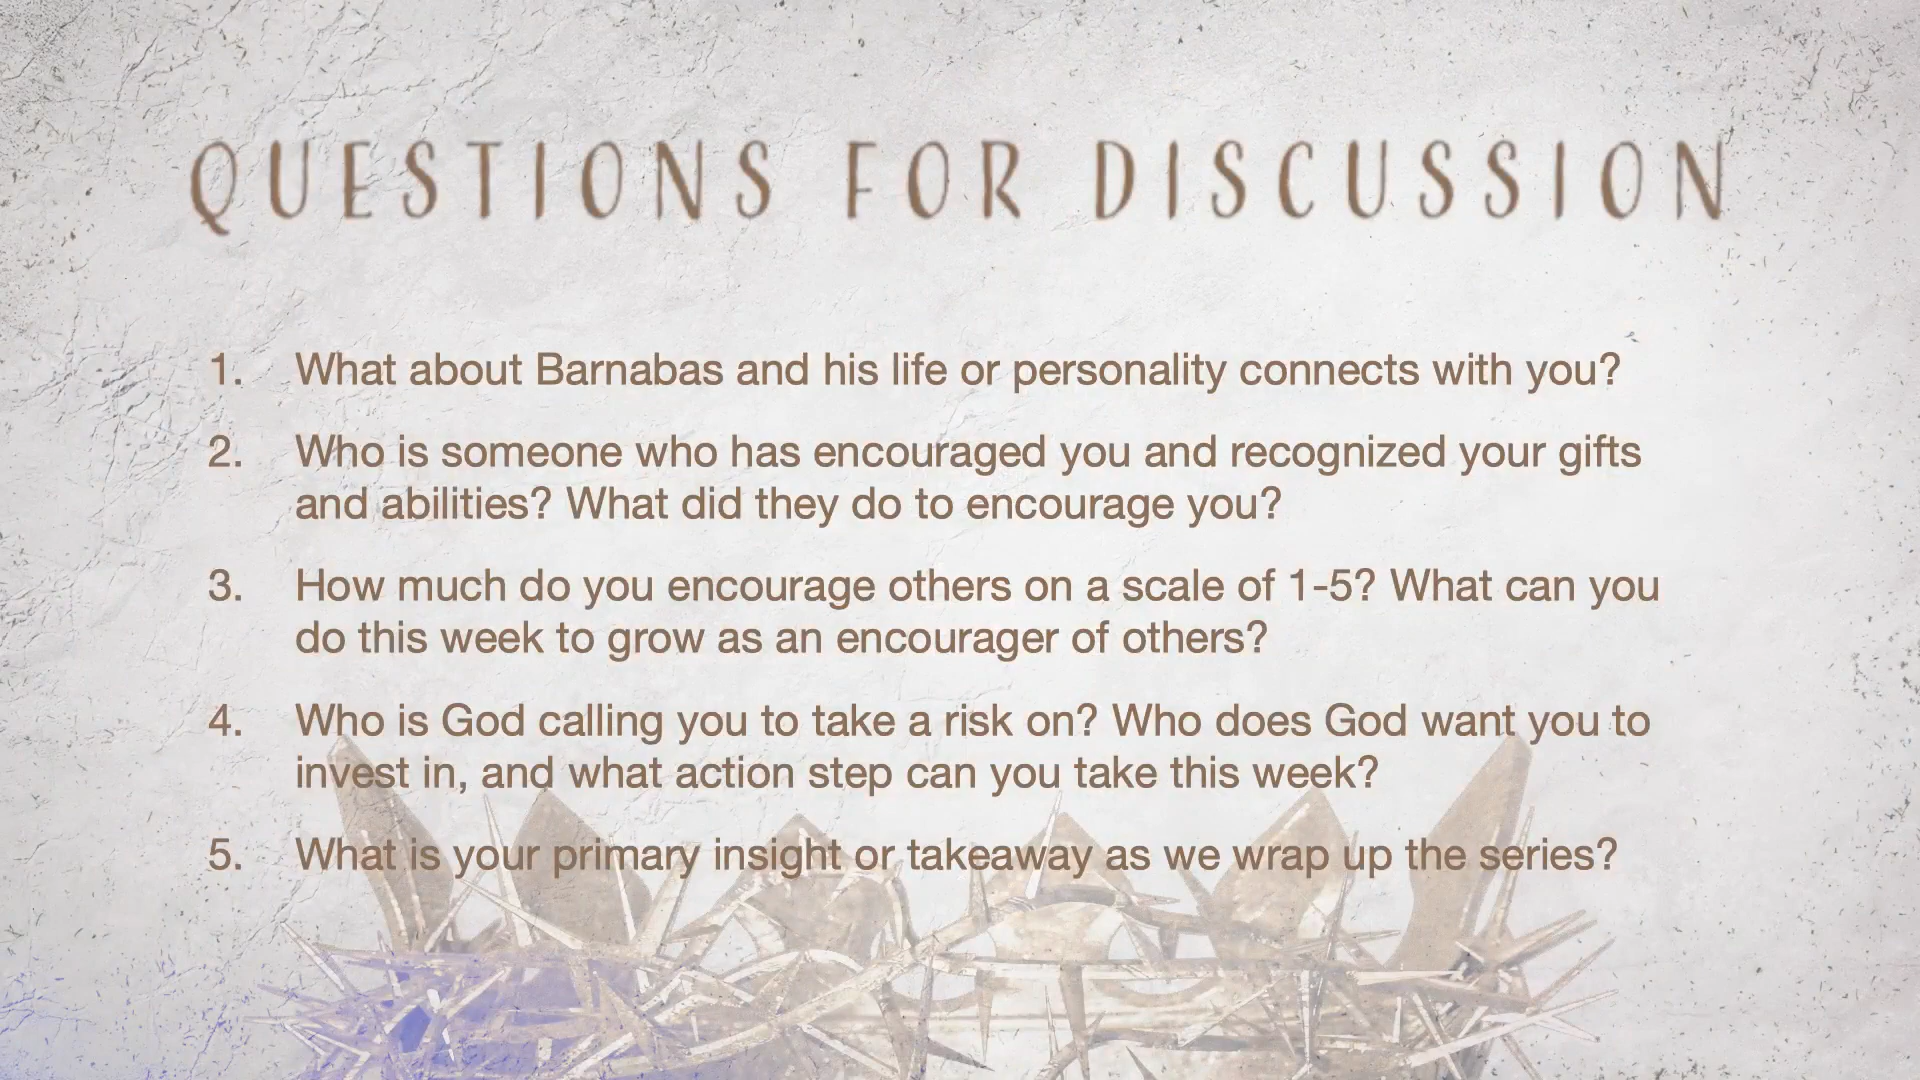 QUESTIONS FOR DISCUSSION
1. What about Barnabas and his life or personality connects with you?
2. Who is someone who has encouraged you and recognized your gifts
and abilities? What did they do to encourage you?
3. How much do you encourage others on a scale of 1-5? What can you
do this week to grow as an encourager of others?
4. Who is God calling you to take a risk on? Who does God want you to
invest in, and what action step can you take this week?
5. What is your primary insight or takeaway as we wrap up the series?